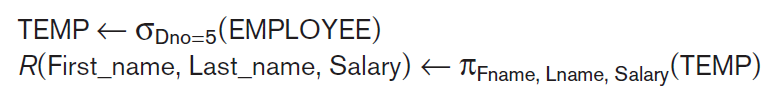 TEMP ← σDno=5(EMPLOYEE)
R(First_name, Last_name, Salary) ← πFname, Lname, Salary(TEMP)